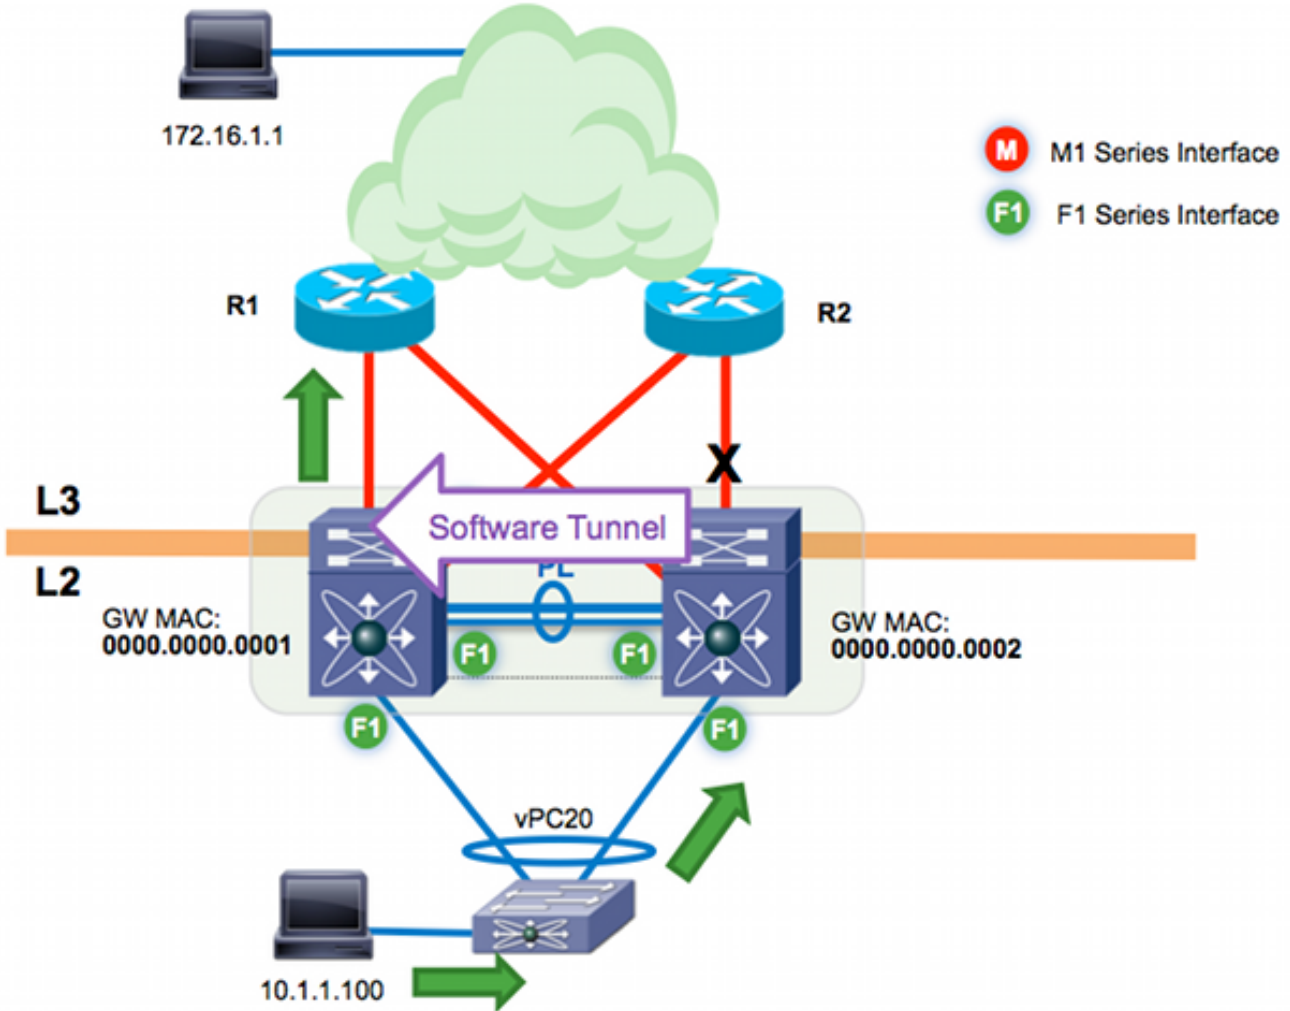 172.16.1.1
M M1 Series Interface
F1 F1 Series Interface
R1
R2
X
L3
Software Tunnel
L2
PL
GW MAC:
0000.0000.0001
GW MAC:
0000.0000.0002
F1
F1
F1
F1
vPC20
10.1.1.100